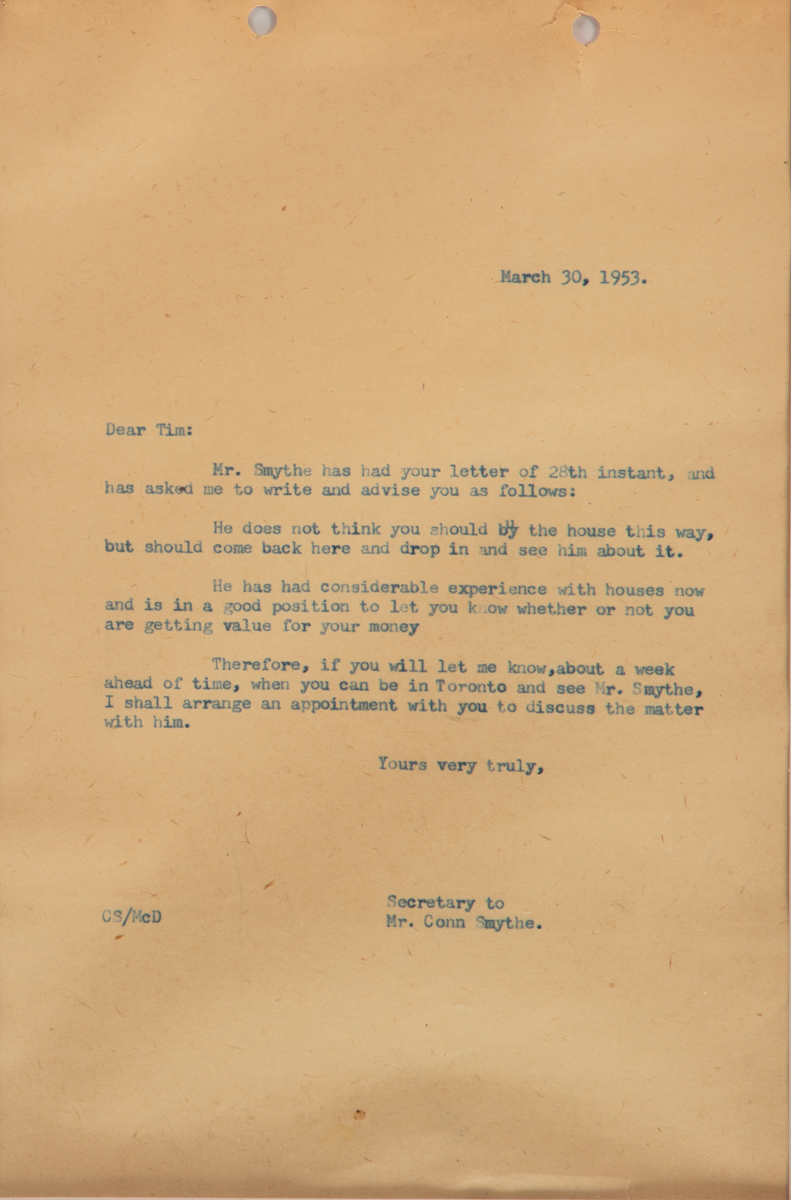 March 30, 1953.
Dear Tim:
Mr. Smythe has had your letter of 28th instant, and
has asked me to write and advise you as follows:
He does not think you should by the house this way,
but should come back here and drop in and see him about it.
He has had considerable experience with houses now
and is in a good position to let you know whether or not you
are getting value for your money
Therefore, if you will let me know,about a week
ahead of time, when you can be in Toronto and see Mr. Smythe,
I shall arrange an appointment with you to discuss the matter
with him.
Yours very truly,
Secretary to
CS/McD
Mr. Conn Smythe.